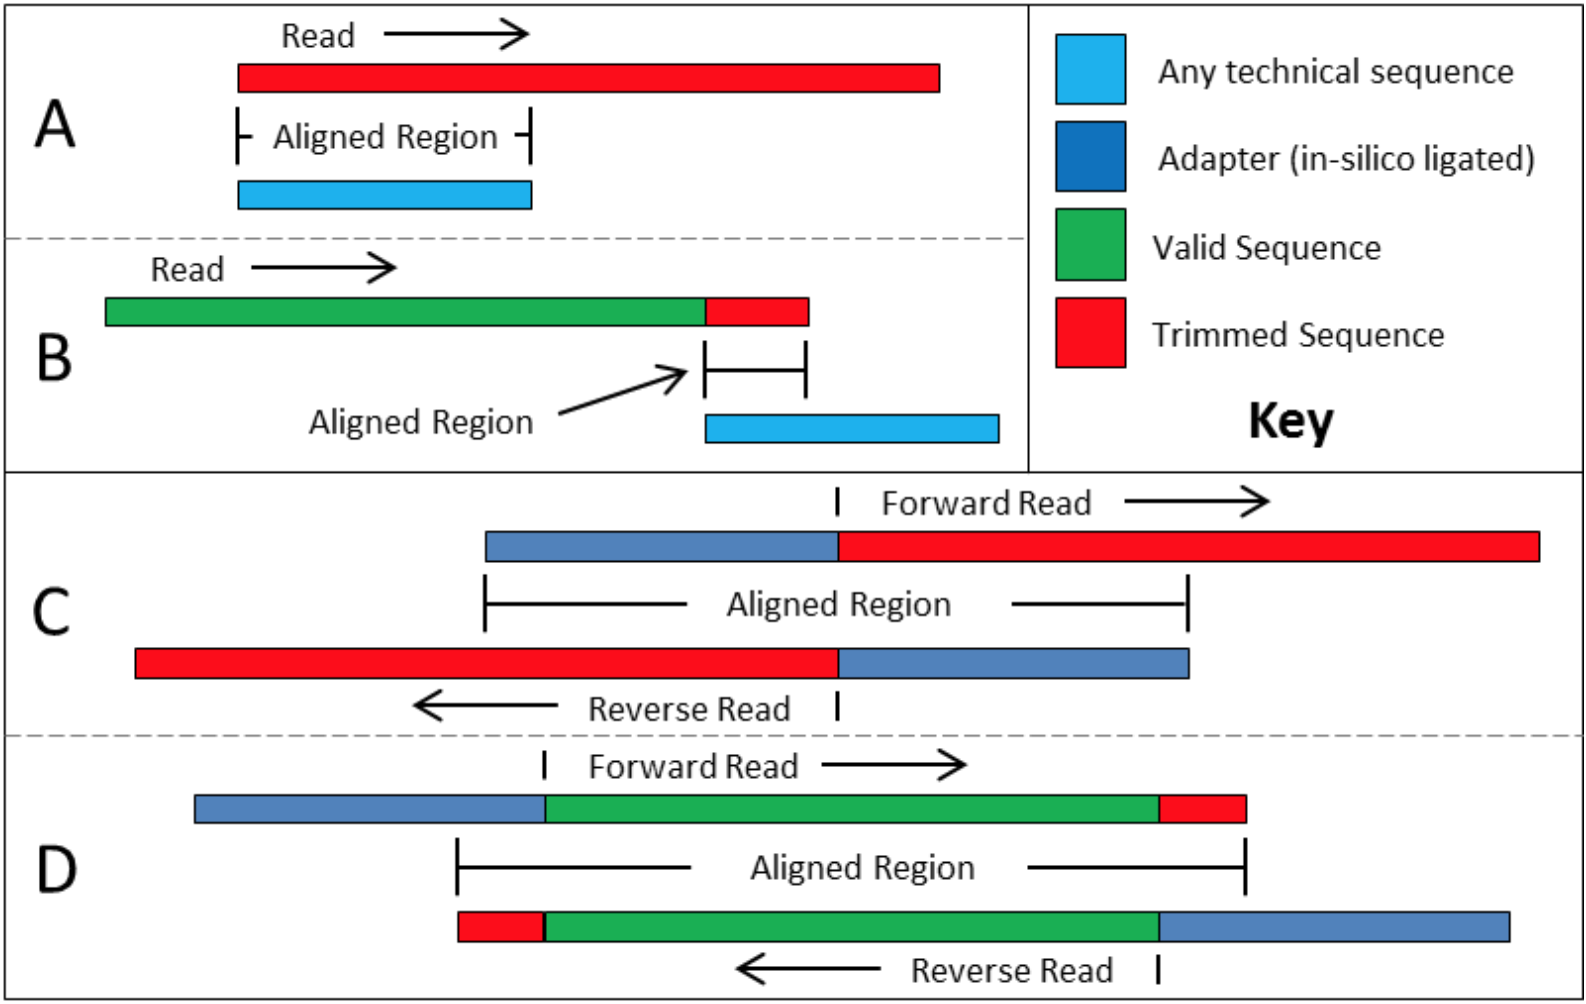 Read
A
Aligned Region
Read
B
Aligned Region
Any technical sequence
Adapter (in-silico ligated)
Valid Sequence
Trimmed Sequence
Key
Forward Read
C
Aligned Region
Reverse Read
Forward Read
D
Aligned Region
Reverse Read